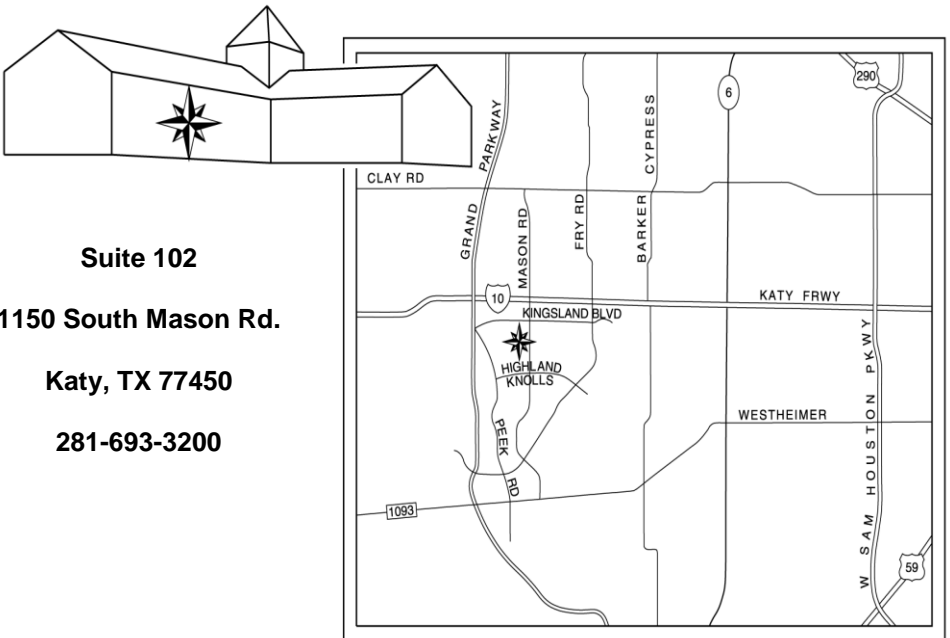 Suite 102
1150 South Mason Rd.
Katy, TX 77450
281-693-3200
GRAND PARKWAY
CLAY RD
MASON RD
FRY RD
BARKER CYPRESS
6
290
10
KATY FRWY
KINGSLAND BLVD
HIGHLAND
KNOLLS
PEEK RD
WESTHEIMER
1093
W SAM HOUSTON PKWY
59